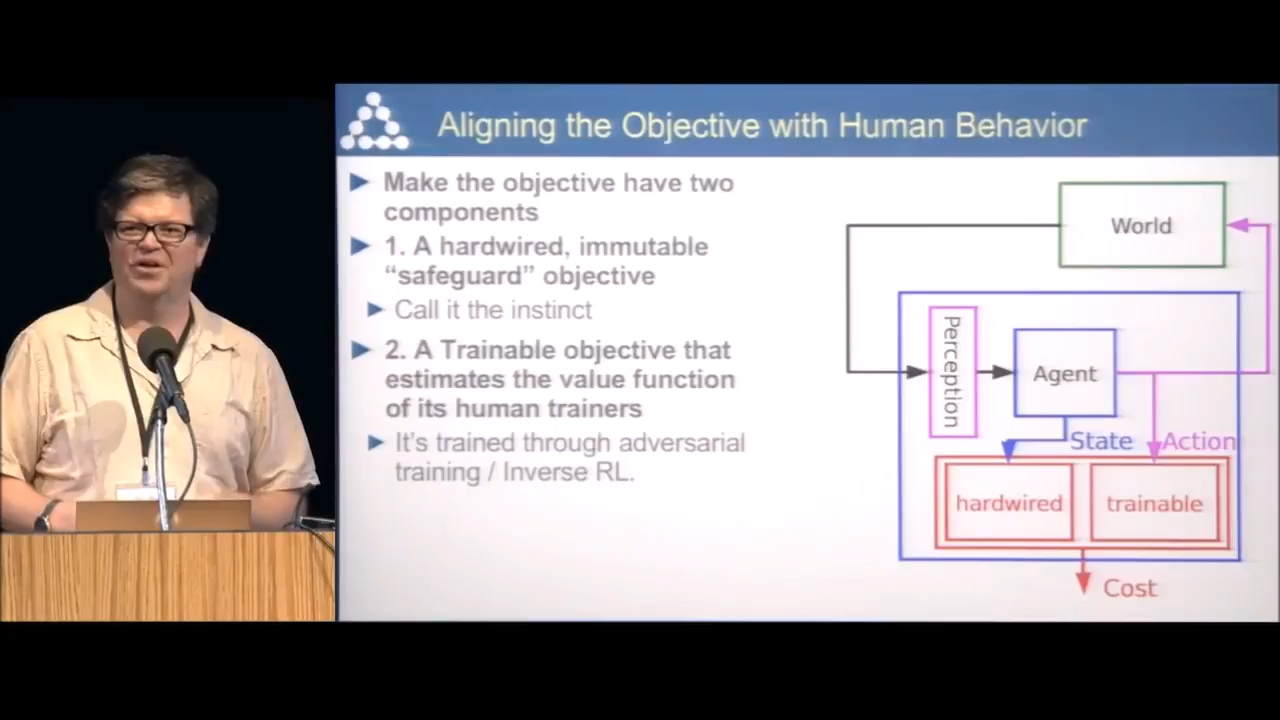 Aligning the Objective with Human Behavior
Make the objective have two
components
1. A hardwired, immutable
“safeguard” objective
Call it the instinct
2. A Trainable objective that
estimates the value function
of its human trainers
It's trained through adversarial
training / Inverse RL.
World
Perception
Agent
State
Action
hardwired
trainable
Cost